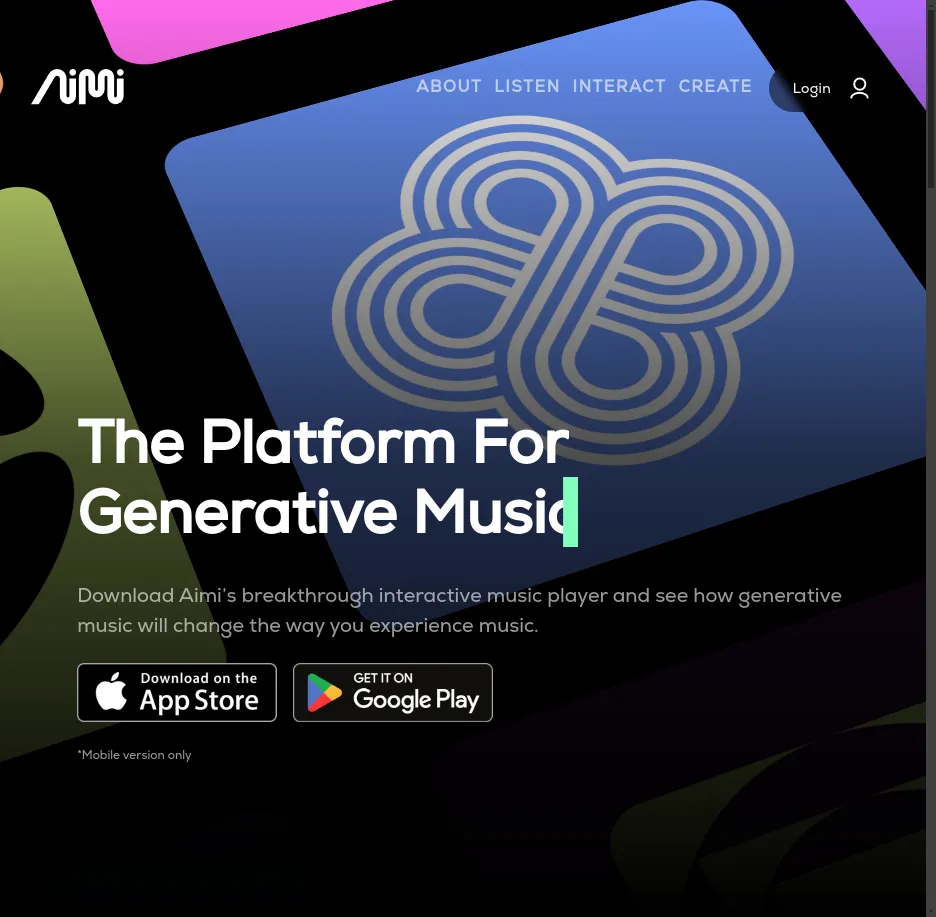 Aimi
ABOUT LISTEN INTERACT CREATE
Login
The Platform For
Generative Music
Download Aimi's breakthrough interactive music player and see how generative
music will change the way you experience music.
Download on the
App Store
GET IT ON
Google Play
*Mobile version only